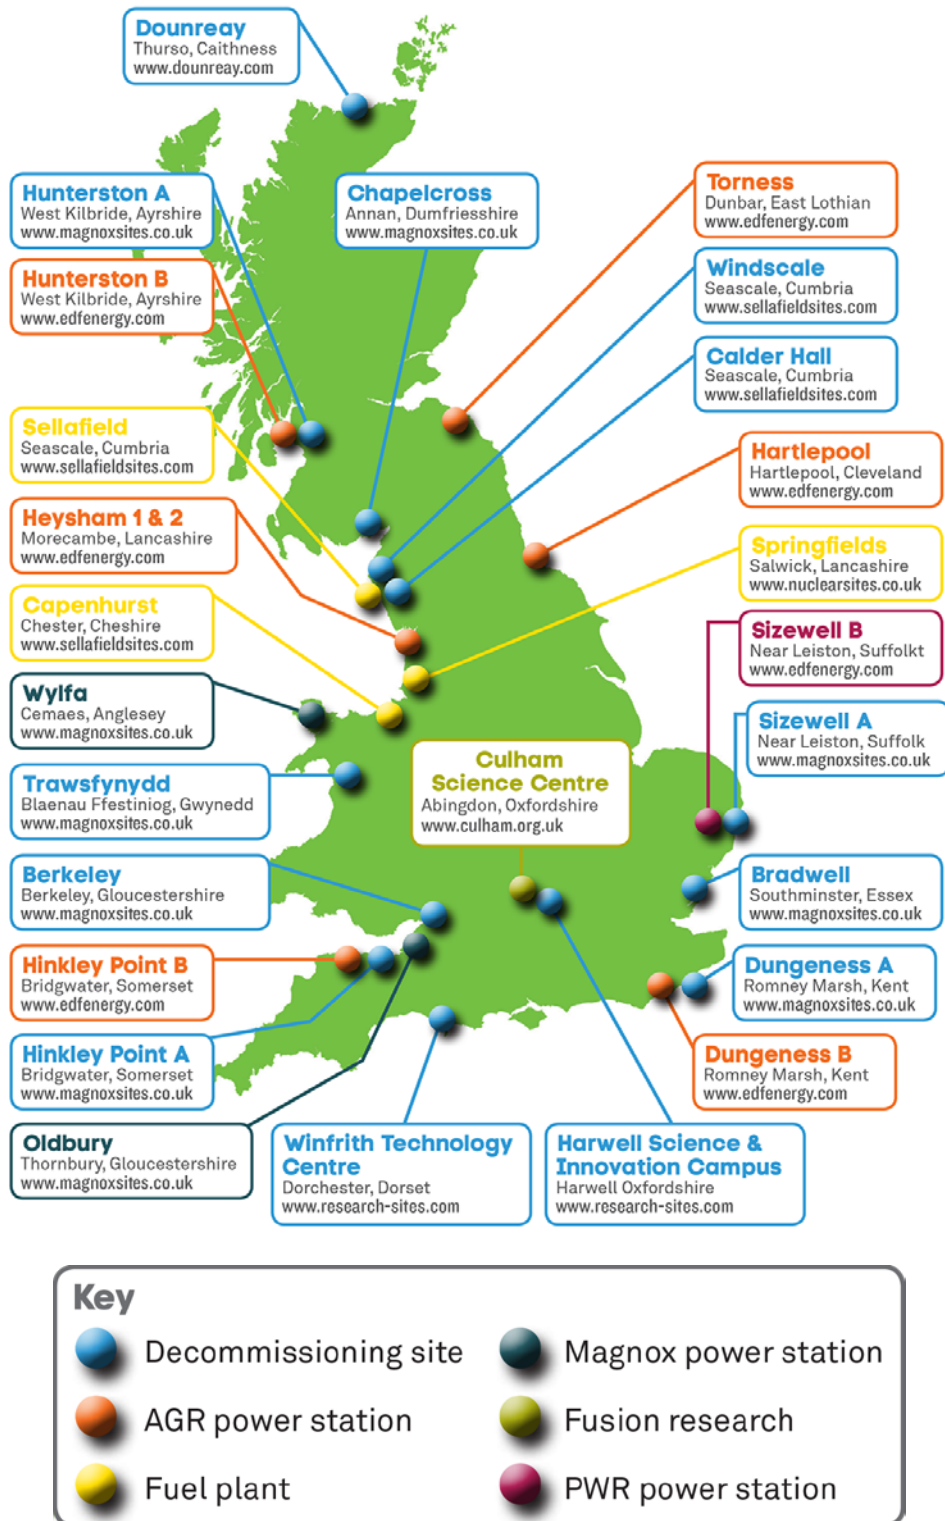 Dounreay
Thurso, Caithness
www.dounreay.com
Hunterston A
West Kilbride, Ayrshire
www.magnoxsites.co.uk
Chapelcross
Annan, Dumfriesshire
www.magnoxsites.co.uk
Torness
Dunbar, East Lothian
www.edfenergy.com
Hunterston B
West Kilbride, Ayrshire
www.edfenergy.com
Windscale
Seascale, Cumbria
www.sellafieldsites.com
Calder Hall
Seascale, Cumbria
www.sellafieldsites.com
Sellafield
Seascale, Cumbria
www.sellafieldsites.com
Hartlepool
Hartlepool, Cleveland
www.edfenergy.com
Heysham 1 & 2
Morecambe, Lancashire
www.edfenergy.com
Springfields
Salwick, Lancashire
www.nuclearsites.co.uk
Capenhurst
Chester, Cheshire
www.sellafieldsites.com
Sizewell B
Near Leiston, Suffolkt
www.edfenergy.com
Wylfa
Cemaes, Anglesey
www.magnoxsites.co.uk
Sizewell A
Near Leiston, Suffolk
www.magnoxsites.co.uk
Culham
Science Centre
Abingdon, Oxfordshire
www.culham.org.uk
Trawsfynydd
Blaenau Ffestiniog, Gwynedd
www.magnoxsites.co.uk
Berkeley
Berkeley, Gloucestershire
www.magnoxsites.co.uk
Bradwell
Southminster, Essex
www.magnoxsites.co.uk
Hinkley Point B
Bridgwater, Somerset
www.edfenergy.com
Dungeness A
Romney Marsh, Kent
www.magnoxsites.co.uk
Hinkley Point A
Bridgwater, Somerset
www.magnoxsites.co.uk
Dungeness B
Romney Marsh, Kent
www.edfenergy.com
Oldbury
Thornbury, Gloucestershire
www.magnoxsites.co.uk
Winfrith Technology
Centre
Dorchester, Dorset
www.research-sites.com
Harwell Science &
Innovation Campus
Harwell Oxfordshire
www.research-sites.com
Key
Decommissioning site
Magnox power station
AGR power station
Fusion research
Fuel plant
PWR power station